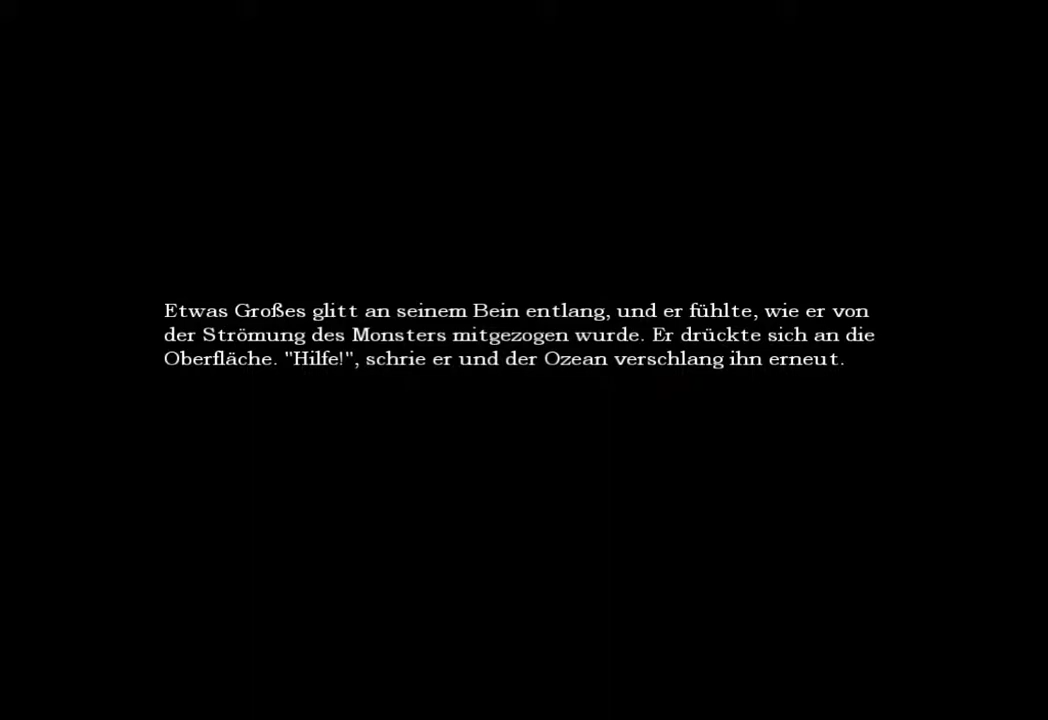 Etwas Großes glitt an seinem Bein entlang, und er fühlte, wie er von
der Strömung des Monsters mitgezogen wurde. Er drückte sich an die
Oberfläche. "Hilfe!", schrie er und der Ozean verschlang ihn erneut.